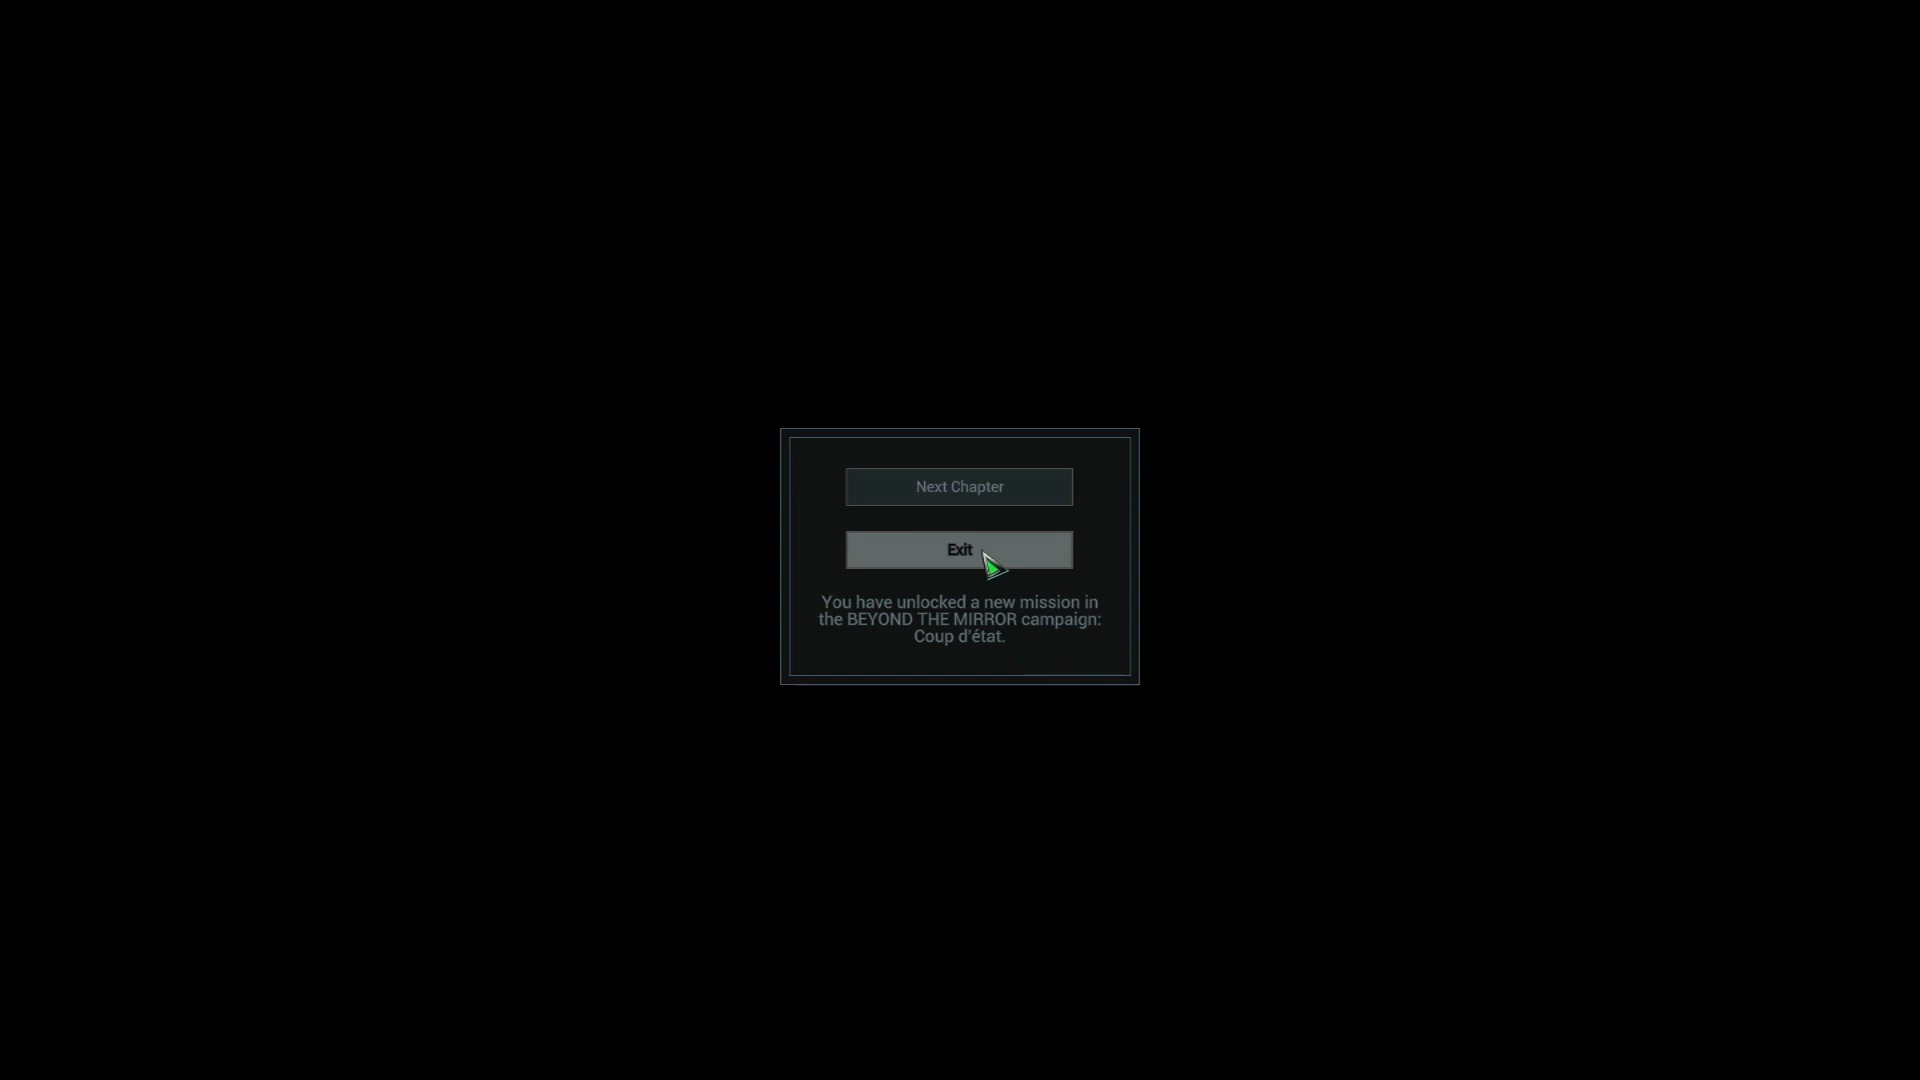 Next Chapter
Exit
You have unlocked a new mission in
the BEYOND THE MIRROR campaign:
Coup d'état.